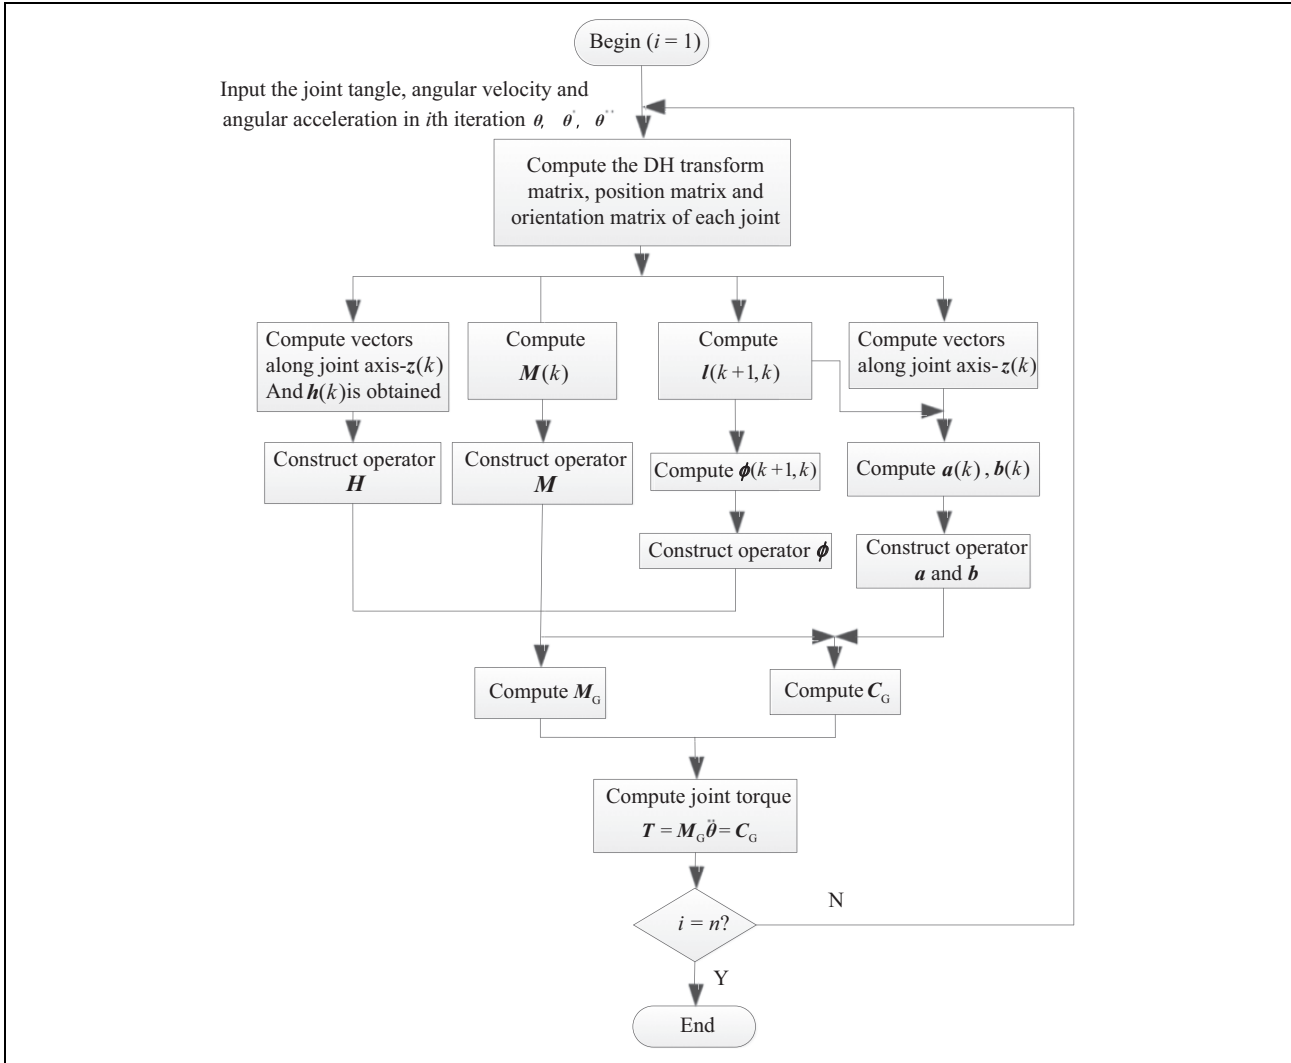 Begin (i = 1)
Input the joint tangle, angular velocity and
angular acceleration in ith iteration θ, θ̇, θ̈
Compute the DH transform
matrix, position matrix and
orientation matrix of each joint
Compute vectors
along joint axis-z(k)
And h(k)is obtained
Compute
M(k)
Compute
l(k+1,k)
Compute vectors
along joint axis-z(k)
Construct operator
H
Construct operator
M
Compute ϕ(k+1,k)
Compute a(k) , b(k)
Construct operator ϕ
Construct operator
a and b
Compute M_G
Compute C_G
Compute joint torque
T = M_G θ̈ = C_G
i = n?
N
Y
End